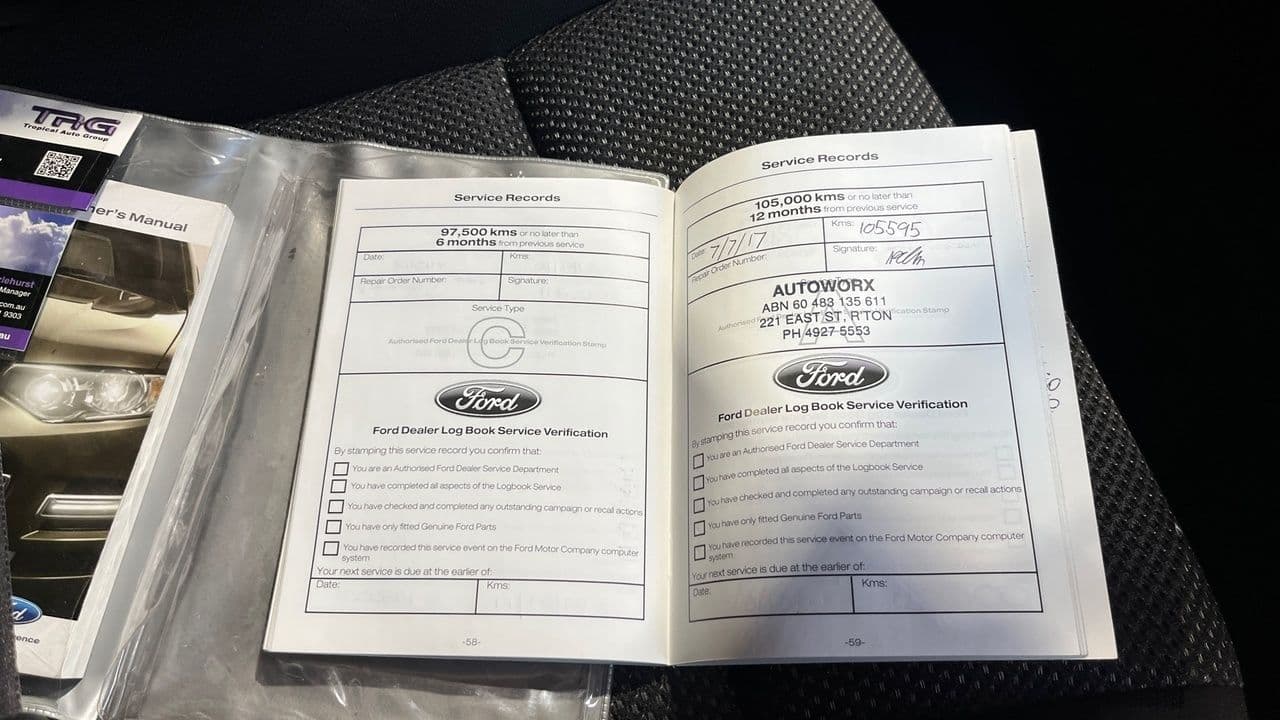 TAG
Tropical Auto Group
ner's Manual
riehurst
Manager
com.au
9303
au
ence
Service Records
97,500 kms or no later than
6 months from previous service
Date:
Kms:
Repair Order Number:
Signature:
Service Type
C
Authorised Ford Dealer Log Book Service Verification Stamp
Ford
Ford Dealer Log Book Service Verification
By stamping this service record you confirm that:
You are an Authorised Ford Dealer Service Department
You have completed all aspects of the Logbook Service
You have checked and completed any outstanding campaign or recall actions
You have only fitted Genuine Ford Parts
You have recorded this service event on the Ford Motor Company computer
system
Your next service is due at the earlier of:
Date:
Kms:
-58-
Service Records
105,000 kms or no later than
12 months from previous service
Date: 7/7/17
Kms: 105595
Repair Order Number:
Signature:
AUTOWORX
ABN 60 483 135 611
221 EAST ST, R'TON
PH 4927 5553
A
Ford
Ford Dealer Log Book Service Verification
By stamping this service record you confirm that:
You are an Authorised Ford Dealer Service Department
You have completed all aspects of the Logbook Service
You have checked and completed any outstanding campaign or recall actions
You have only fitted Genuine Ford Parts
You have recorded this service event on the Ford Motor Company computer
system
Your next service is due at the earlier of:
Date:
Kms:
-59-